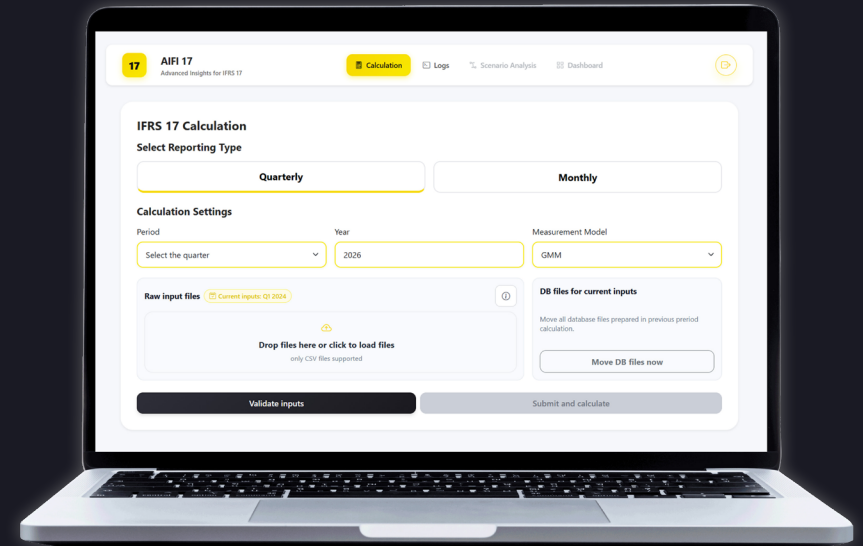 17
AIFI 17
Advanced Insights for IFRS 17
Calculation
Logs
Scenario Analysis
Dashboard
IFRS 17 Calculation
Select Reporting Type
Quarterly
Monthly
Calculation Settings
Period
Year
Measurement Model
Select the quarter
2026
GMM
Raw input files
Current inputs: Q1 2024
DB files for current inputs
Move all database files prepared in previous preriod
calculation.
Drop files here or click to load files
only CSV files supported
Move DB files now
Validate inputs
Submit and calculate